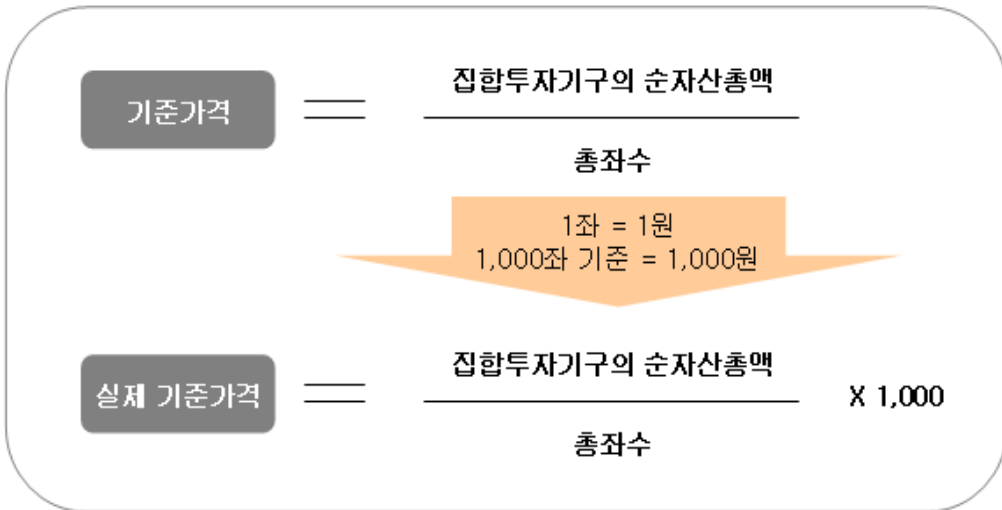 집합투자기구의 순자산총액
기준가격
총좌수
1좌 = 1원
1,000좌 기준 = 1,000원
집합투자기구의 순자산총액
실제 기준가격
X 1,000
총좌수